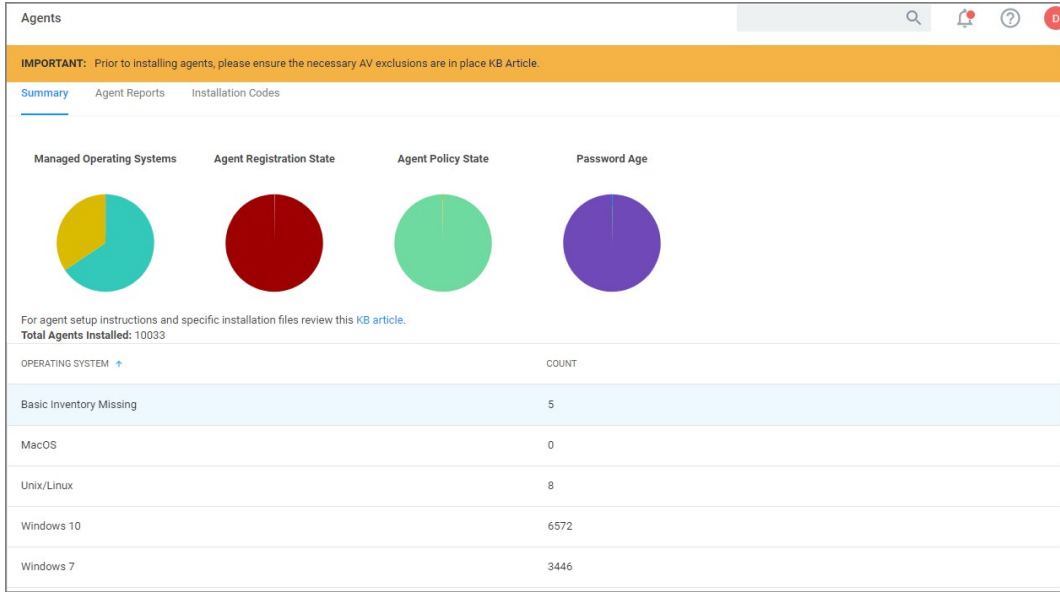 Agents
D
IMPORTANT: Prior to installing agents, please ensure the necessary AV exclusions are in place KB Article.
Summary Agent Reports Installation Codes
Managed Operating Systems Agent Registration State Agent Policy State Password Age
For agent setup instructions and specific installation files review this KB article.
Total Agents Installed: 10033
OPERATING SYSTEM ↑ COUNT
Basic Inventory Missing 5
MacOS 0
Unix/Linux 8
Windows 10 6572
Windows 7 3446